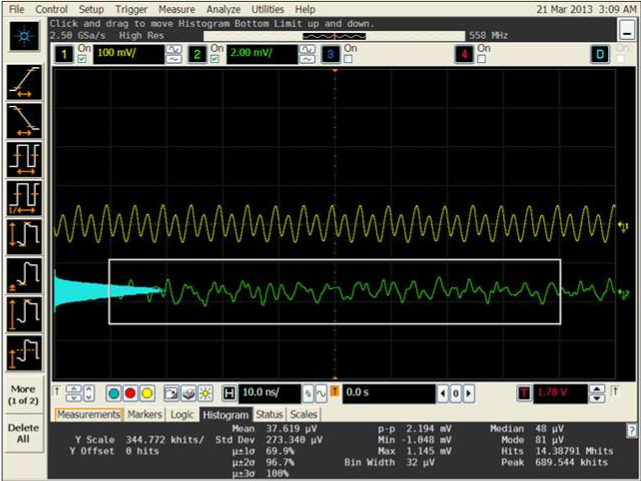 File Control Setup Trigger Measure Analyze Utilities Help 21 Mar 2013 3:09 AM
Click and drag to move Histogram Bottom Limit up and down.
2.50 GSa/s High Res 558 MHz
1 On 100 mV/ 2 On 2.00 mV/ 3 On 4 On D On
1
2
More
(1 of 2)
Delete
All
H 10.0 ns/ T 0.0 s 0 T 1.78 V
Measurements Markers Logic Histogram Status Scales
Mean 37.619 µV p-p 2.194 mV Median 48 µV
Y Scale 344.772 khits/ Std Dev 273.340 µV Min -1.048 mV Mode 81 µV
Y Offset 0 hits µ±1σ 69.9% Max 1.145 mV Hits 14.38791 Mhits
µ±2σ 96.7% Bin Width 32 µV Peak 689.544 khits
µ±3σ 100%